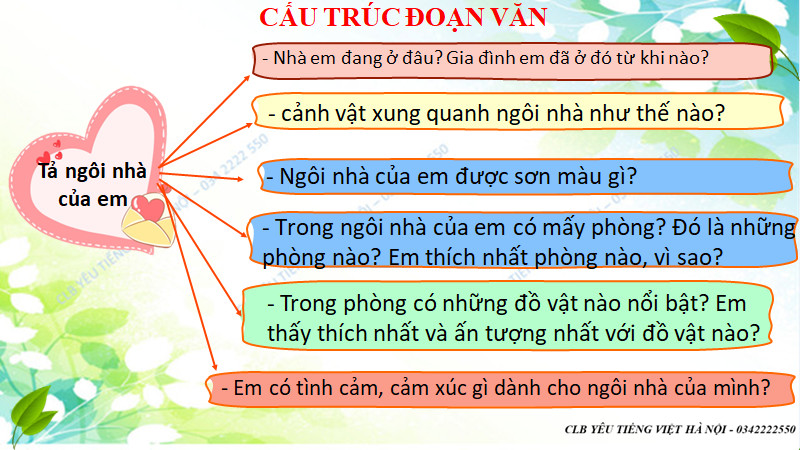 CẤU TRÚC ĐOẠN VĂN
- Nhà em đang ở đâu? Gia đình em đã ở đó từ khi nào?
- cảnh vật xung quanh ngôi nhà như thế nào?
Tả ngôi nhà
của em
- Ngôi nhà của em được sơn màu gì?
- Trong ngôi nhà của em có mấy phòng? Đó là những
phòng nào? Em thích nhất phòng nào, vì sao?
- Trong phòng có những đồ vật nào nổi bật? Em
thấy thích nhất và ấn tượng nhất với đồ vật nào?
- Em có tình cảm, cảm xúc gì dành cho ngôi nhà của mình?
CLB YÊU TIẾNG VIỆT HÀ NỘI - 0342222550